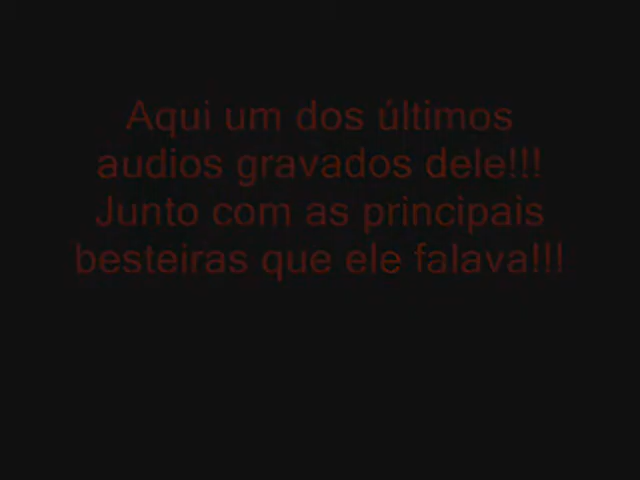 Aqui um dos últimos
audios gravados dele!!!
Junto com as principais
besteiras que ele falava!!!